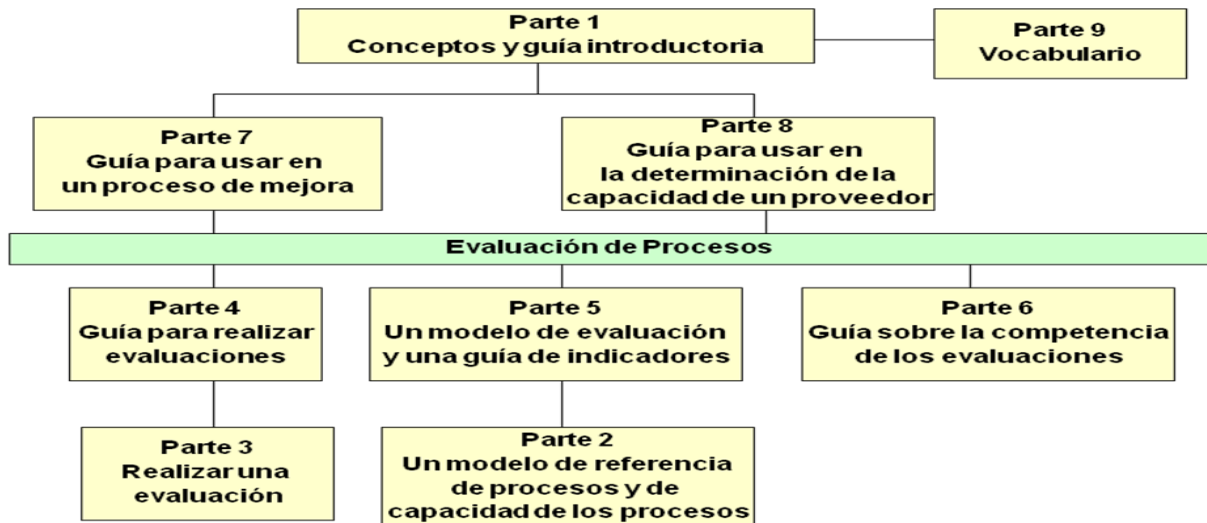 Parte 1
Conceptos y guía introductoria
Parte 9
Vocabulario
Parte 7
Guía para usar en
un proceso de mejora
Parte 8
Guía para usar en
la determinación de la
capacidad de un proveedor
Evaluación de Procesos
Parte 4
Guía para realizar
evaluaciones
Parte 5
Un modelo de evaluación
y una guía de indicadores
Parte 6
Guía sobre la competencia
de los evaluaciones
Parte 3
Realizar una
evaluación
Parte 2
Un modelo de referencia
de procesos y de
capacidad de los procesos